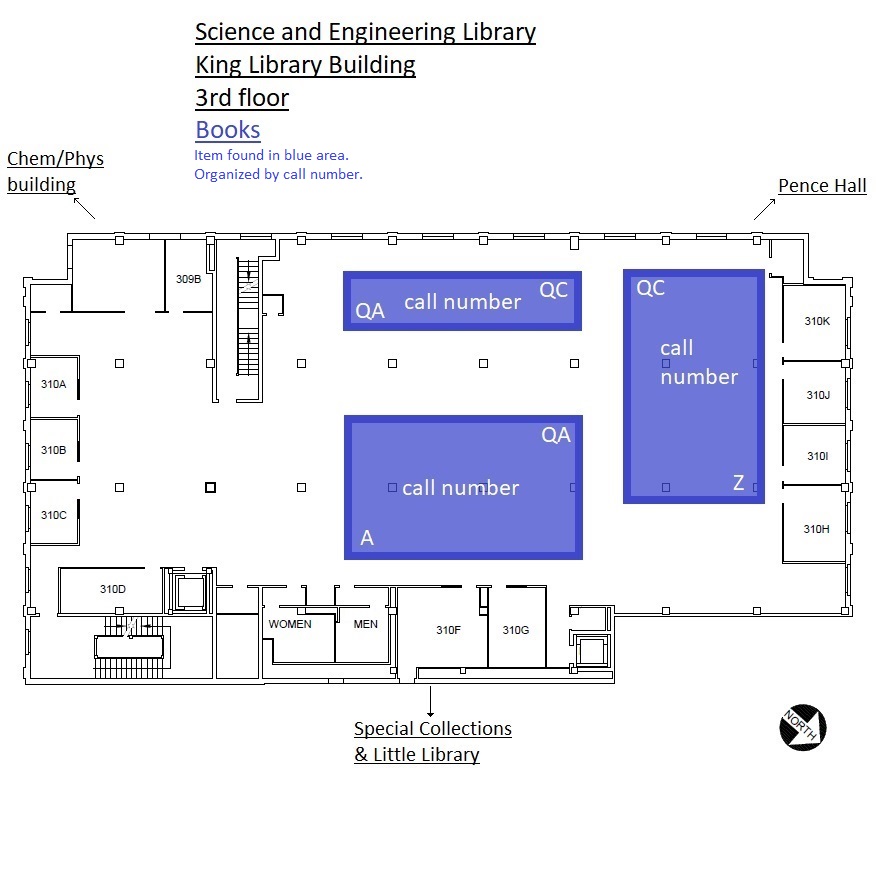 Science and Engineering Library
King Library Building
3rd floor
Books
Item found in blue area.
Organized by call number.
Chem/Phys
building
Pence Hall
309B
QA call number QC
QC
call
number
Z
310K
310A
310J
QA
call number
A
310B
310I
310C
310H
310D
WOMEN
MEN
310F
310G
Special Collections
& Little Library
NORTH